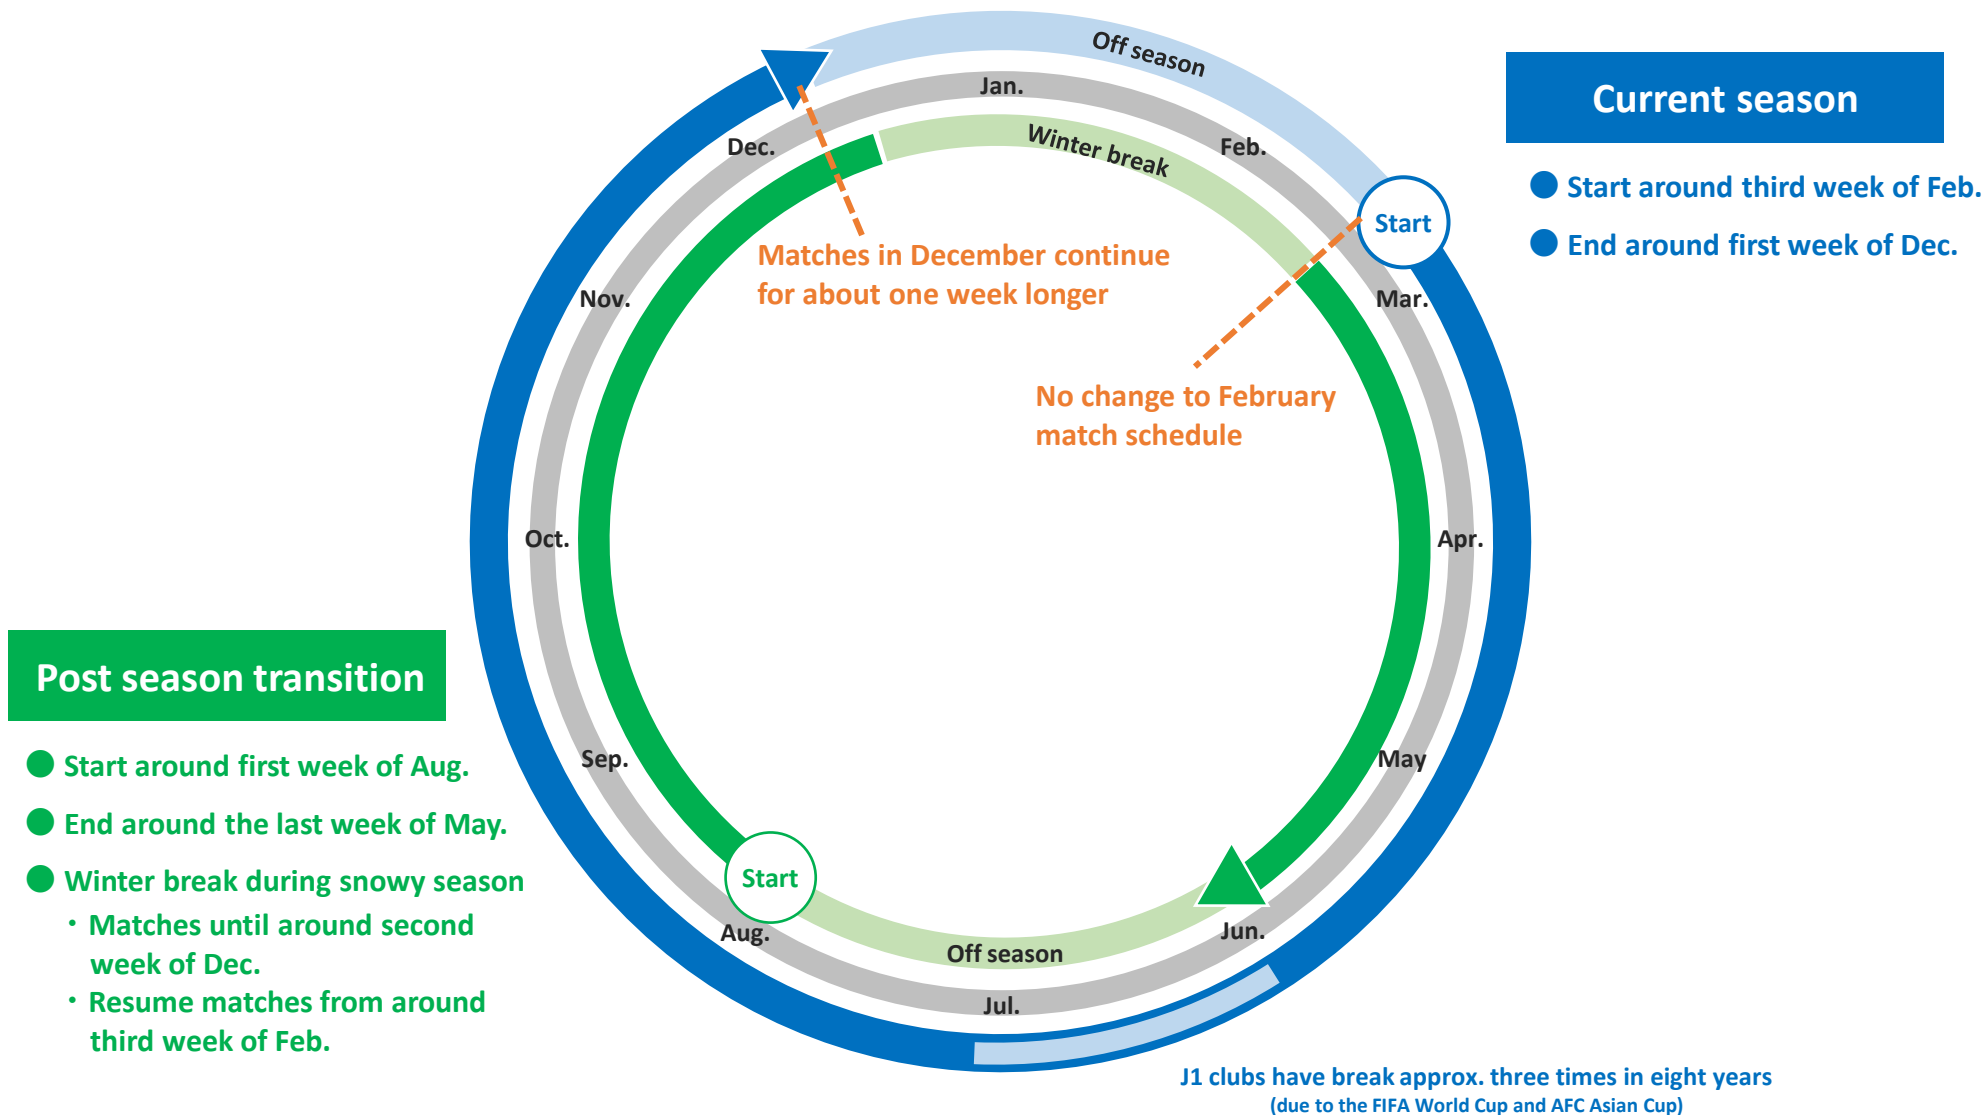 Off season
Jan.
Winter break
Feb.
Dec.
Start
Matches in December continue
for about one week longer
Nov.
Mar.
No change to February
match schedule
Oct.
Apr.
Sep.
May
Start
Aug.
Jun.
Off season
Jul.
Current season
● Start around third week of Feb.
● End around first week of Dec.
Post season transition
● Start around first week of Aug.
● End around the last week of May.
● Winter break during snowy season
・Matches until around second
week of Dec.
・Resume matches from around
third week of Feb.
J1 clubs have break approx. three times in eight years
(due to the FIFA World Cup and AFC Asian Cup)